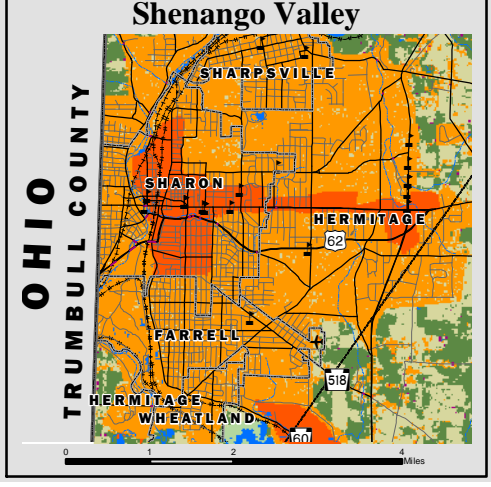 Shenango Valley
SHARPSVILLE
OHIO
TRUMBULL COUNTY
SHARON
HERMITAGE
62
FARRELL
518
HERMITAGE
WHEATLAND
60
0 1 2 4
Miles